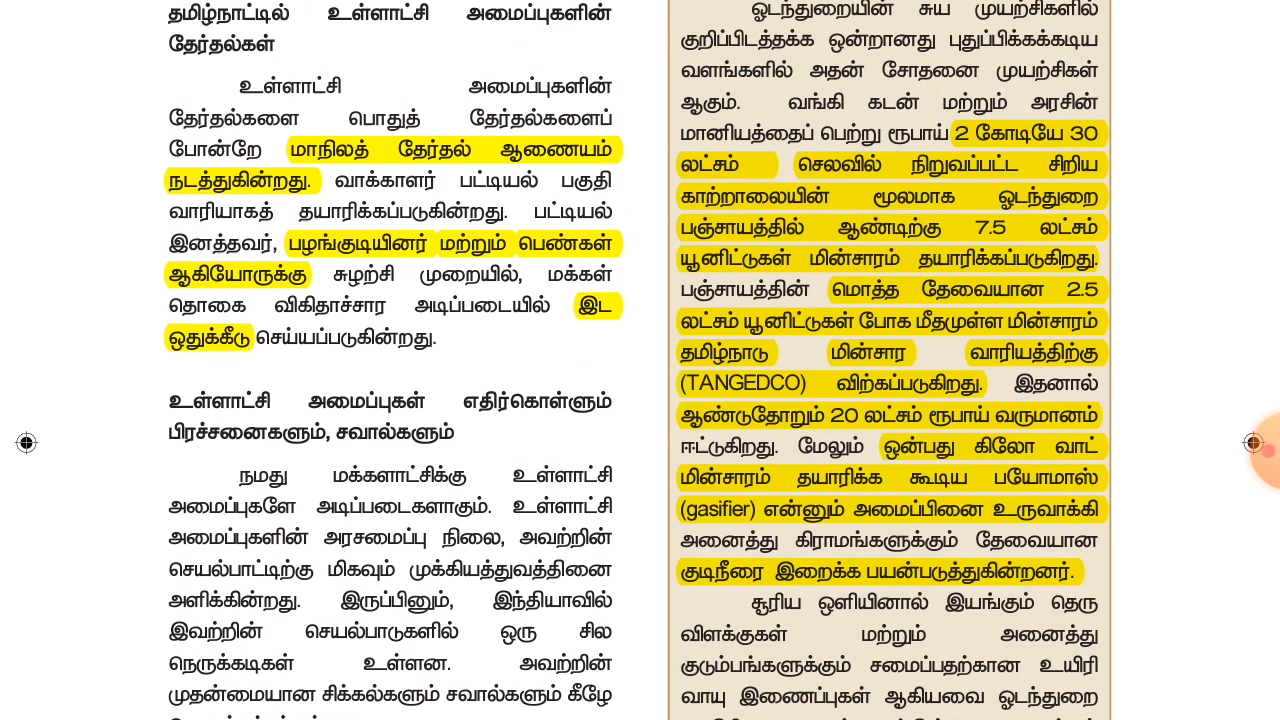 தமிழ்நாட்டில் உள்ளாட்சி அமைப்புகளின்
தேர்தல்கள்
உள்ளாட்சி அமைப்புகளின்
தேர்தல்களை பொதுத் தேர்தல்களைப்
போன்றே மாநிலத் தேர்தல் ஆணையம்
நடத்துகின்றது. வாக்காளர் பட்டியல் பகுதி
வாரியாகத் தயாரிக்கப்படுகின்றது. பட்டியல்
இனத்தவர், பழங்குடியினர் மற்றும் பெண்கள்
ஆகியோருக்கு சுழற்சி முறையில், மக்கள்
தொகை விகிதாச்சார அடிப்படையில் இட
ஒதுக்கீடு செய்யப்படுகின்றது.
உள்ளாட்சி அமைப்புகள் எதிர்கொள்ளும்
பிரச்சனைகளும், சவால்களும்
நமது மக்களாட்சிக்கு உள்ளாட்சி
அமைப்புகளே அடிப்படைகளாகும். உள்ளாட்சி
அமைப்புகளின் அரசமைப்பு நிலை, அவற்றின்
செயல்பாட்டிற்கு மிகவும் முக்கியத்துவத்தினை
அளிக்கின்றது. இருப்பினும், இந்தியாவில்
இவற்றின் செயல்பாடுகளில் ஒரு சில
நெருக்கடிகள் உள்ளன. அவற்றின்
முதன்மையான சிக்கல்களும் சவால்களும் கீழே
ஓடந்துறையின் சுய முயற்சிகளில்
குறிப்பிடத்தக்க ஒன்றானது புதுப்பிக்கக்கடிய
வளங்களில் அதன் சோதனை முயற்சிகள்
ஆகும். வங்கி கடன் மற்றும் அரசின்
மானியத்தைப் பெற்று ரூபாய் 2 கோடியே 30
லட்சம் செலவில் நிறுவப்பட்ட சிறிய
காற்றாலையின் மூலமாக ஓடந்துறை
பஞ்சாயத்தில் ஆண்டிற்கு 7.5 லட்சம்
யூனிட்டுகள் மின்சாரம் தயாரிக்கப்படுகிறது.
பஞ்சாயத்தின் மொத்த தேவையான 2.5
லட்சம் யூனிட்டுகள் போக மீதமுள்ள மின்சாரம்
தமிழ்நாடு மின்சார வாரியத்திற்கு
(TANGEDCO) விற்கப்படுகிறது. இதனால்
ஆண்டுதோறும் 20 லட்சம் ரூபாய் வருமானம்
ஈட்டுகிறது. மேலும் ஒன்பது கிலோ வாட்
மின்சாரம் தயாரிக்க கூடிய பயோமாஸ்
(gasifier) என்னும் அமைப்பினை உருவாக்கி
அனைத்து கிராமங்களுக்கும் தேவையான
குடிநீரை இறைக்க பயன்படுத்துகின்றனர்.
சூரிய ஒளியினால் இயங்கும் தெரு
விளக்குகள் மற்றும் அனைத்து
குடும்பங்களுக்கும் சமைப்பதற்கான உயிரி
வாயு இணைப்புகள் ஆகியவை ஓடந்துறை